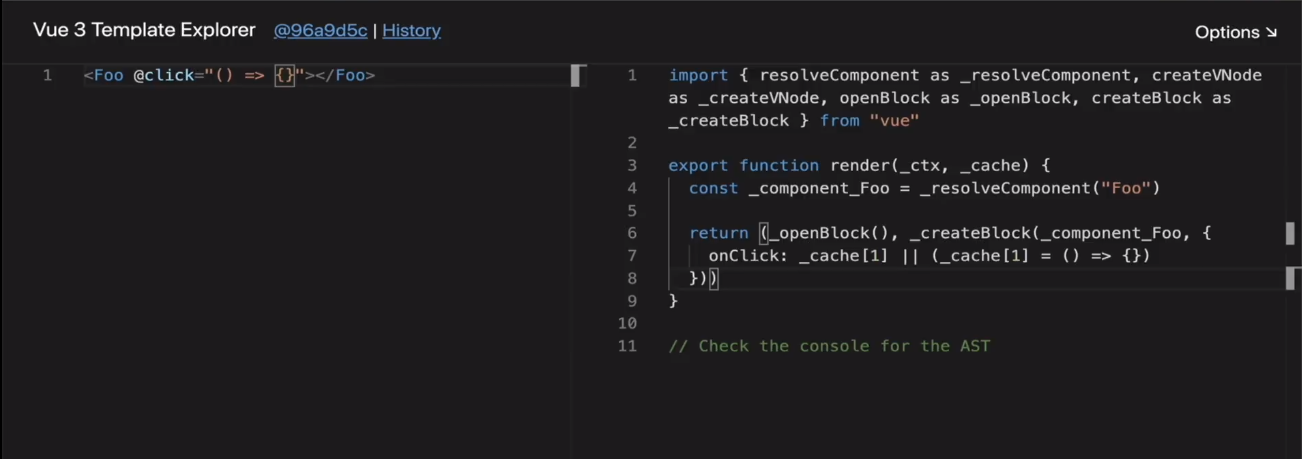 Vue 3 Template Explorer @96a9d5c | History
Options ↘
1 <Foo @click="() => {}"></Foo>
1 import { resolveComponent as _resolveComponent, createVNode
as _createVNode, openBlock as _openBlock, createBlock as
_createBlock } from "vue"
2
3 export function render(_ctx, _cache) {
4 const _component_Foo = _resolveComponent("Foo")
5
6 return (_openBlock(), _createBlock(_component_Foo, {
7 onClick: _cache[1] || (_cache[1] = () => {})
8 }))
9 }
10
11 // Check the console for the AST